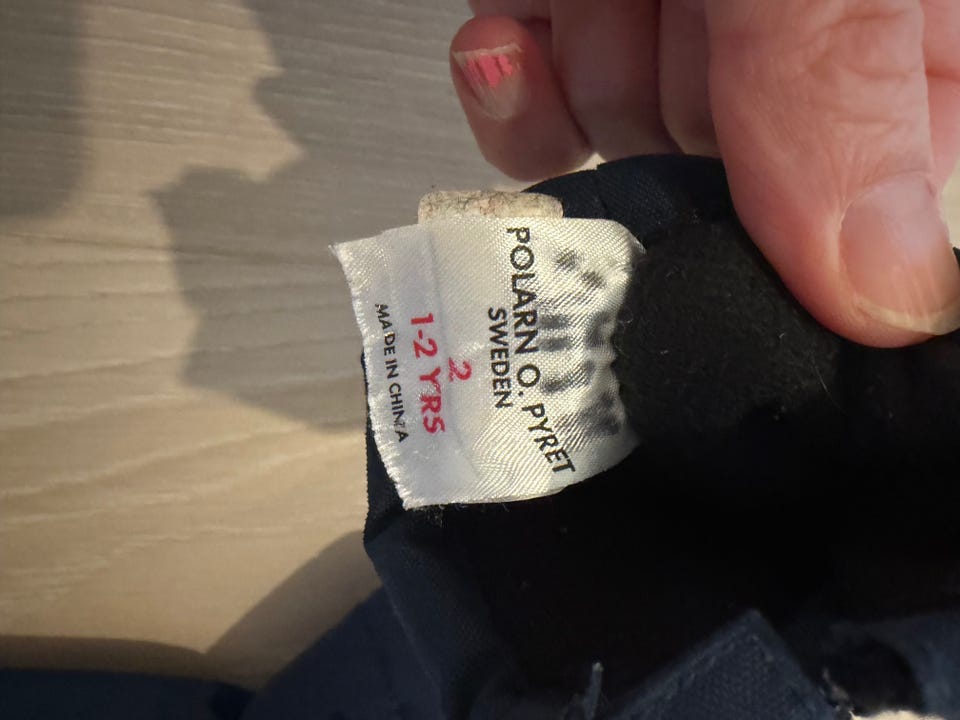 POLARN O. PYRET
SWEDEN
2
1-2 YRS
MADE IN CHINA